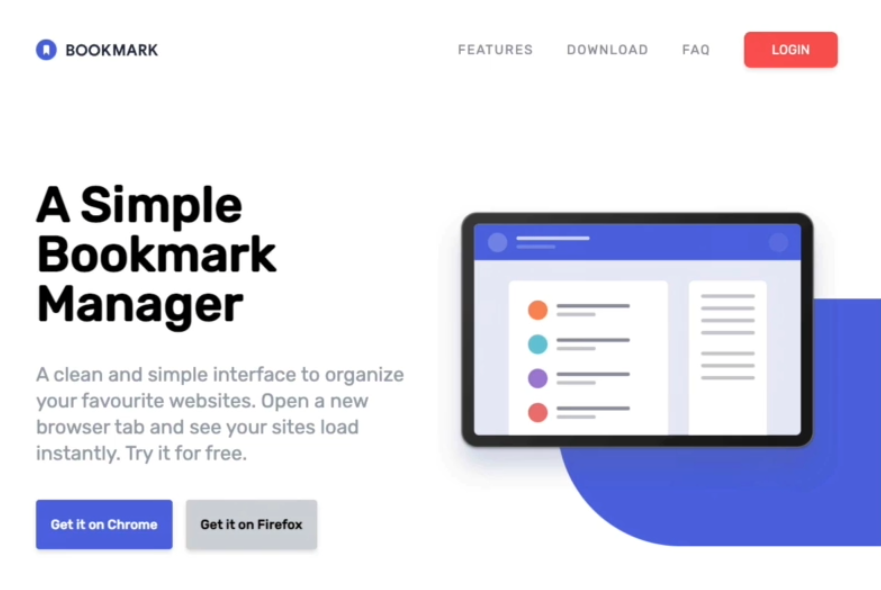 BOOKMARK
FEATURES
DOWNLOAD
FAQ
LOGIN
A Simple
Bookmark
Manager
A clean and simple interface to organize
your favourite websites. Open a new
browser tab and see your sites load
instantly. Try it for free.
Get it on Chrome
Get it on Firefox